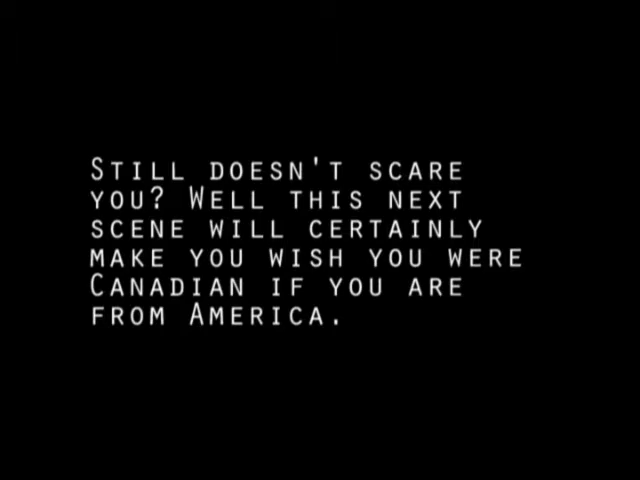 Still doesn't scare
you? Well this next
scene will certainly
make you wish you were
Canadian if you are
from America.